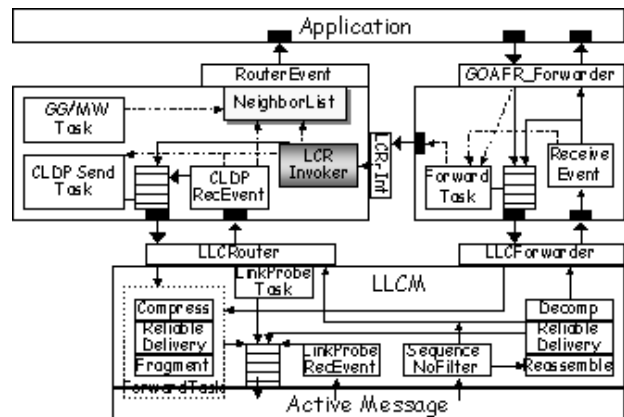 Application
RouterEvent
GOAFR_Forwarder
GG/MW
Task
NeighborList
CLDP Send
Task
CLDP
RecEvent
LCR
Invoker
LCR-Int
Forward
Task
Receive
Event
LLCRouter
LLCForwarder
LinkProbe
Task
LLCM
Compress
Reliable
Delivery
Fragment
ForwardTask
LinkProbe
RecEvent
Sequence
NoFilter
Decomp
Reliable
Delivery
Reassemble
Active Message